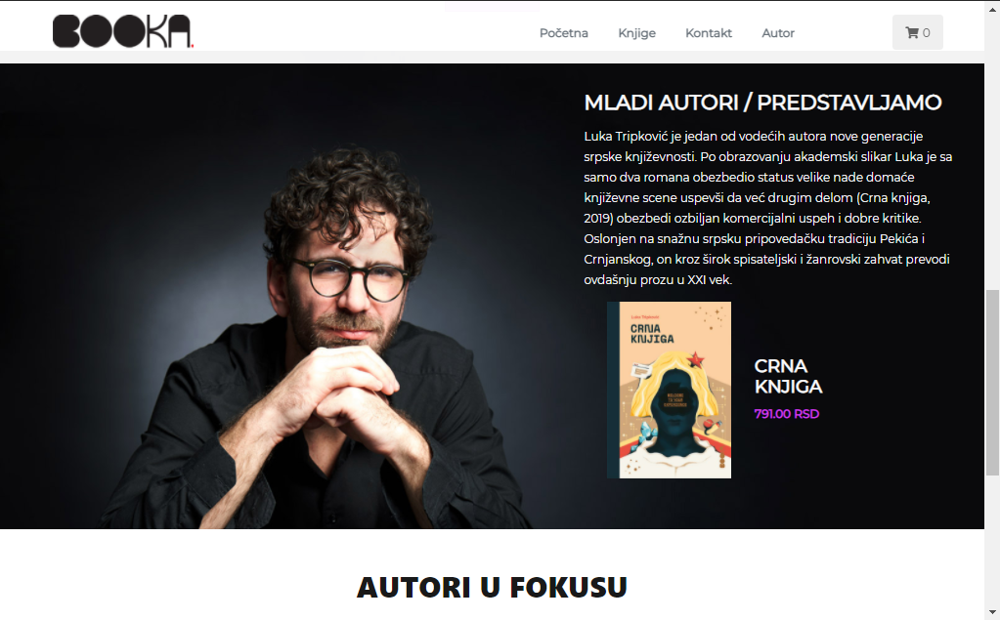 BOOKA.
Početna Knjige Kontakt Autor 0
MLADI AUTORI / PREDSTAVLJAMO
Luka Tripković je jedan od vodećih autora nove generacije
srpske književnosti. Po obrazovanju akademski slikar Luka je sa
samo dva romana obezbedio status velike nade domaće
književne scene uspevši da već drugim delom (Crna knjiga,
2019) obezbedi ozbiljan komercijalni uspeh i dobre kritike.
Oslonjen na snažnu srpsku pripovedačku tradiciju Pekića i
Crnjanskog, on kroz širok spisateljski i žanrovski zahvat prevodi
ovdašnju prozu u XXI vek.
Luka Tripković
CRNA
KNJIGA
CRNA
KNJIGA
791.00 RSD
AUTORI U FOKUSU